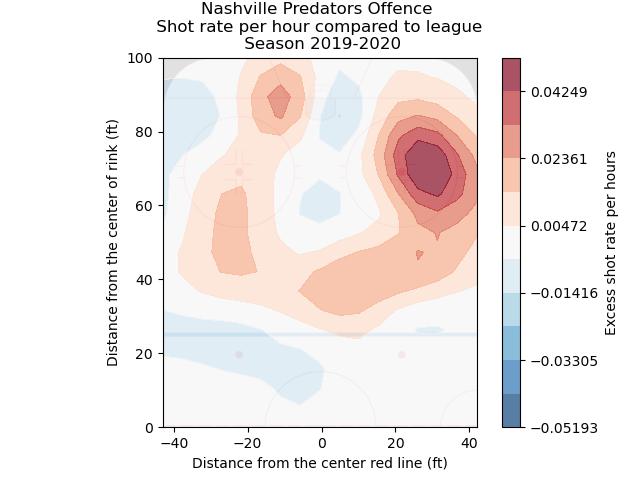 Nashville Predators Offence
Shot rate per hour compared to league
Season 2019-2020
100
80
60
40
20
0
−40
−20
0
20
40
Distance from the center of rink (ft)
Distance from the center red line (ft)
0.04249
0.02361
0.00472
−0.01416
−0.03305
−0.05193
Excess shot rate per hours